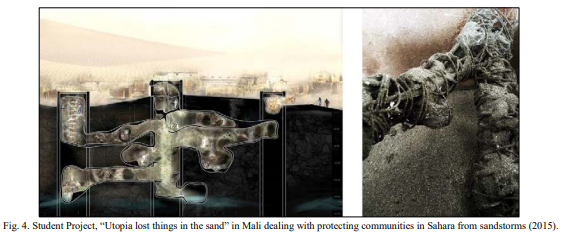 Fig. 4. Student Project, “Utopia lost things in the sand” in Mali dealing with protecting communities in Sahara from sandstorms (2015).